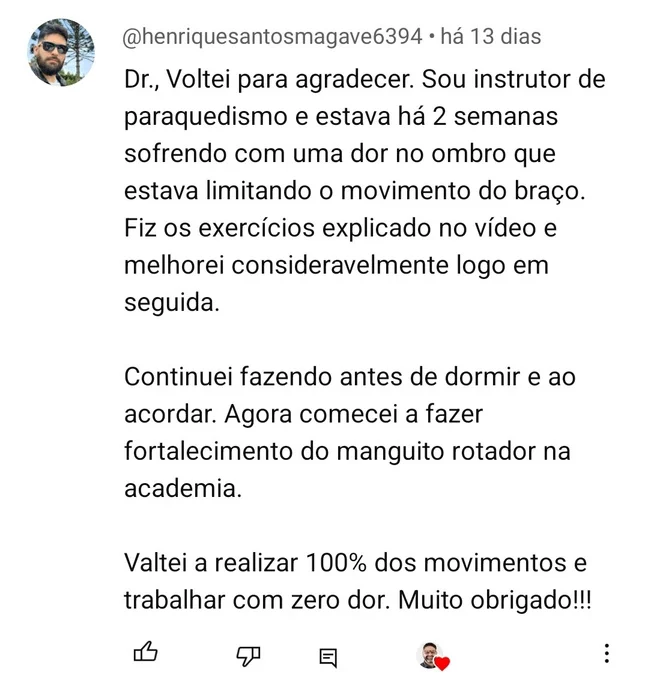 @henriquesantosmagave6394 • há 13 dias
Dr., Voltei para agradecer. Sou instrutor de
paraquedismo e estava há 2 semanas
sofrendo com uma dor no ombro que
estava limitando o movimento do braço.
Fiz os exercícios explicado no vídeo e
melhorei consideravelmente logo em
seguida.
Continuei fazendo antes de dormir e ao
acordar. Agora comecei a fazer
fortalecimento do manguito rotador na
academia.
Valtei a realizar 100% dos movimentos e
trabalhar com zero dor. Muito obrigado!!!